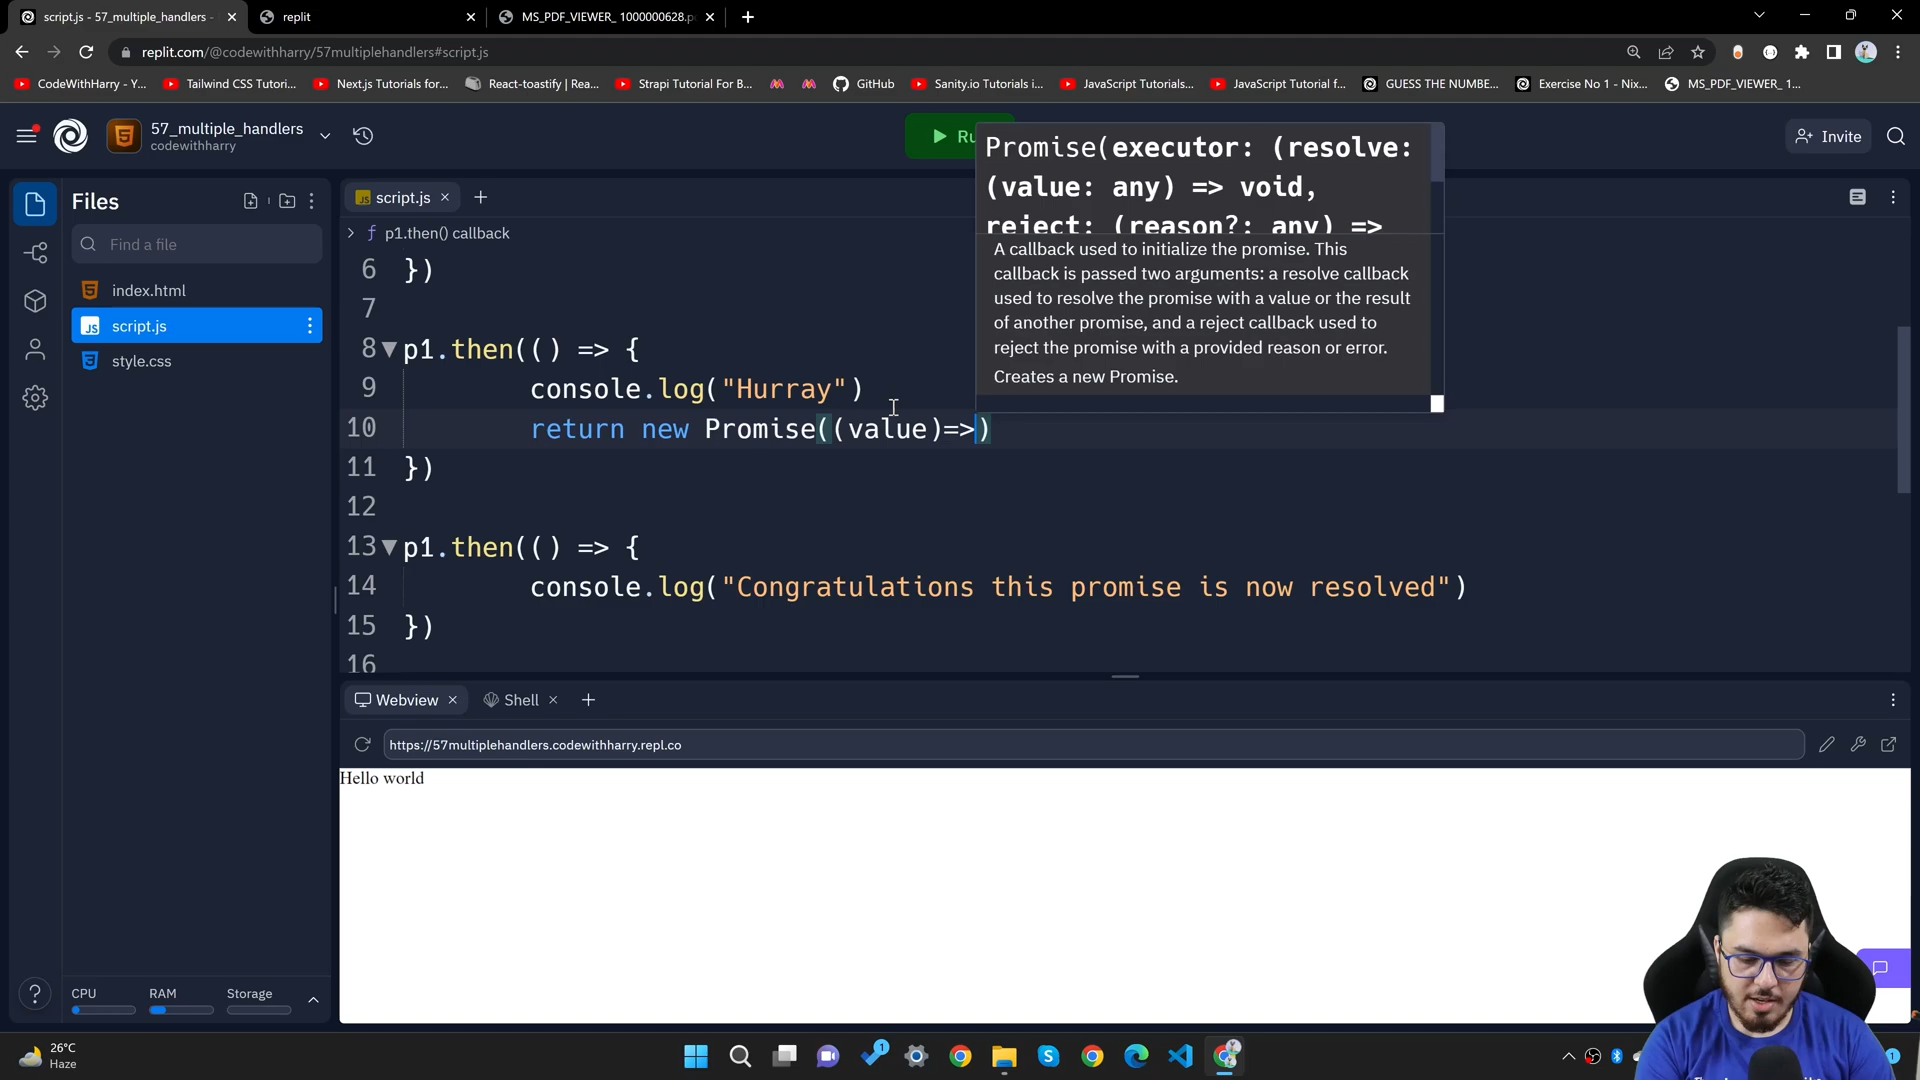 script.js - 57_multiple_handlers -
replit
MS_PDF_VIEWER_ 1000000628.p
replit.com/@codewithharry/57multiplehandlers#script.js
CodeWithHarry - Y...
Tailwind CSS Tutori...
Next.js Tutorials for...
React-toastify | Rea...
Strapi Tutorial For B...
GitHub
Sanity.io Tutorials i...
JavaScript Tutorials...
JavaScript Tutorial f...
GUESS THE NUMBE...
Exercise No 1 - Nix...
MS_PDF_VIEWER_ 1...
57_multiple_handlers
codewithharry
Ru
Invite
Files
Find a file
index.html
script.js
style.css
script.js
p1.then() callback
Promise(executor: (resolve:
(value: any) => void,
reject: (reason?: any) =>
A callback used to initialize the promise. This
callback is passed two arguments: a resolve callback
used to resolve the promise with a value or the result
of another promise, and a reject callback used to
reject the promise with a provided reason or error.
Creates a new Promise.
6 })
7
8 p1.then(() => {
9 console.log("Hurray")
10 return new Promise((value)=>)
11 })
12
13 p1.then(() => {
14 console.log("Congratulations this promise is now resolved")
15 })
16
Webview
Shell
https://57multiplehandlers.codewithharry.repl.co
Hello world
CPU
RAM
Storage
26°C
Haze
1
1